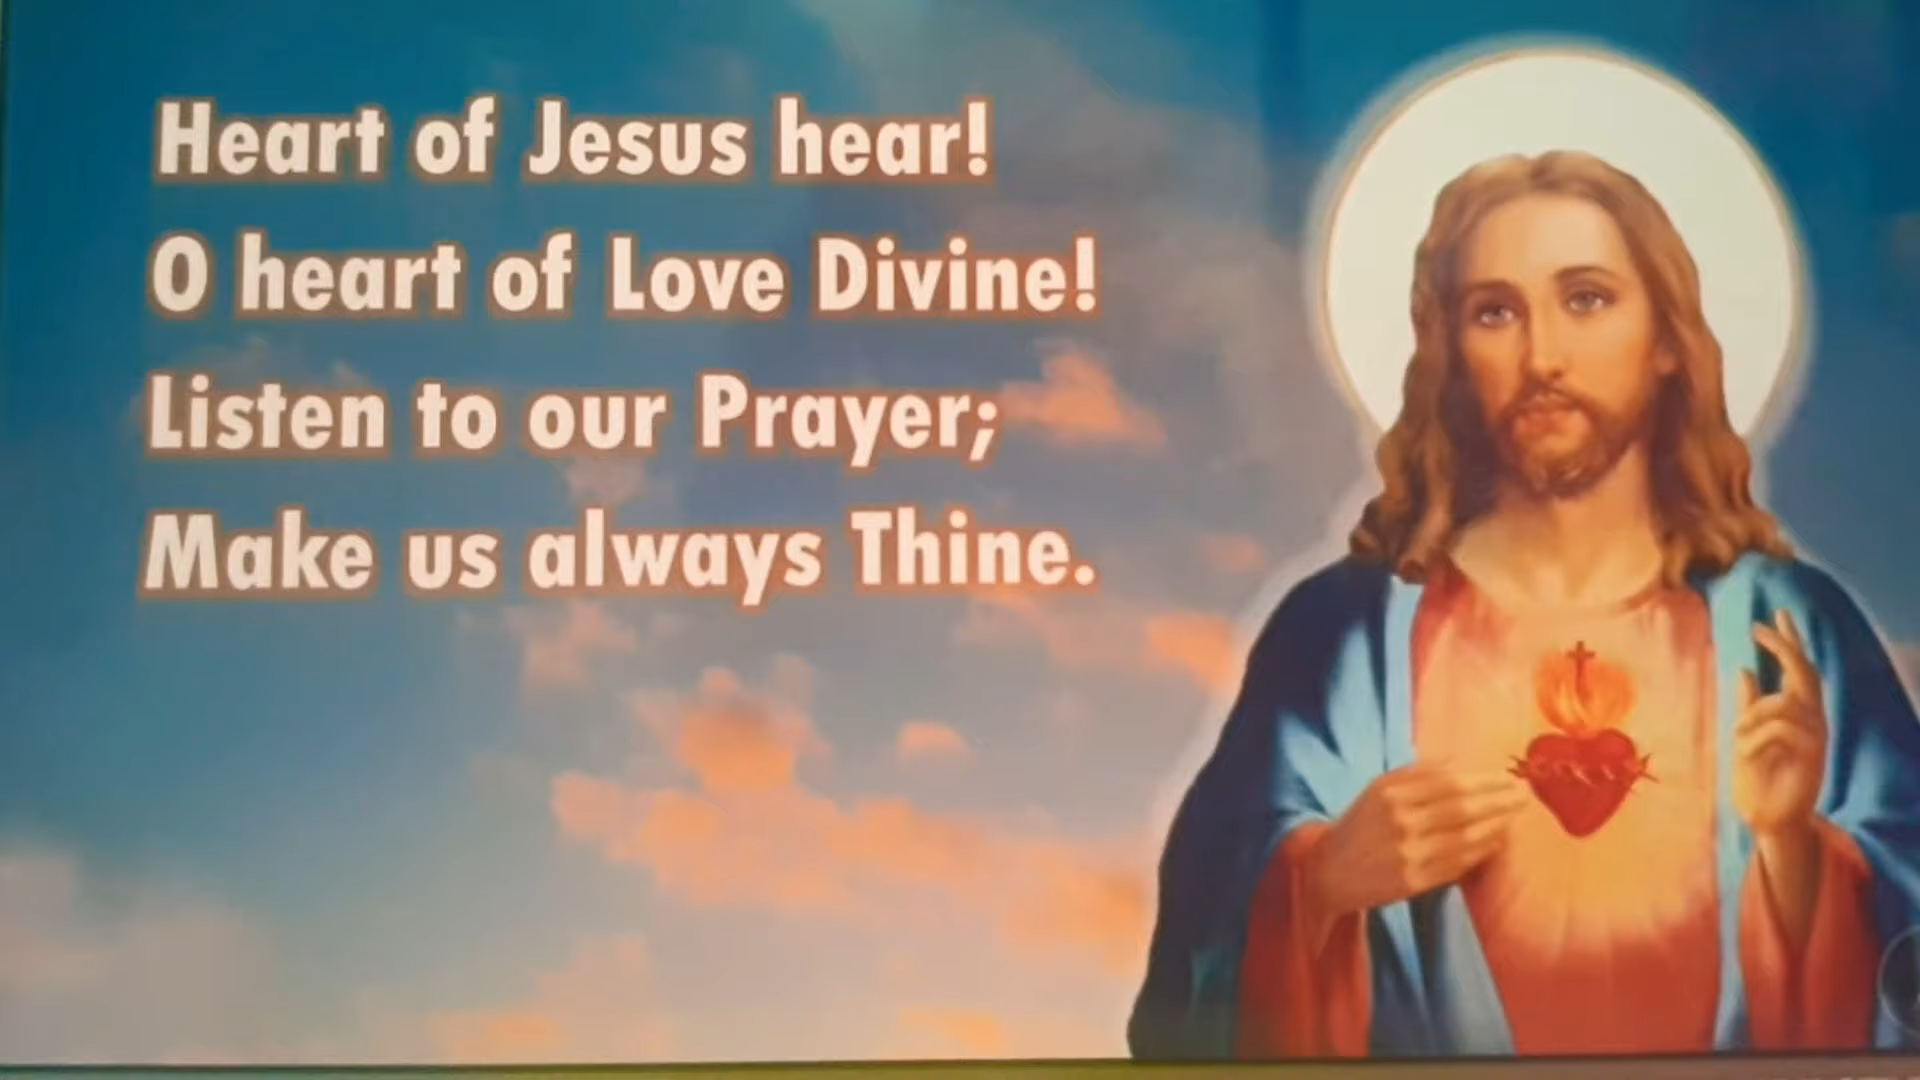 Heart of Jesus hear!
O heart of Love Divine!
Listen to our Prayer;
Make us always Thine.